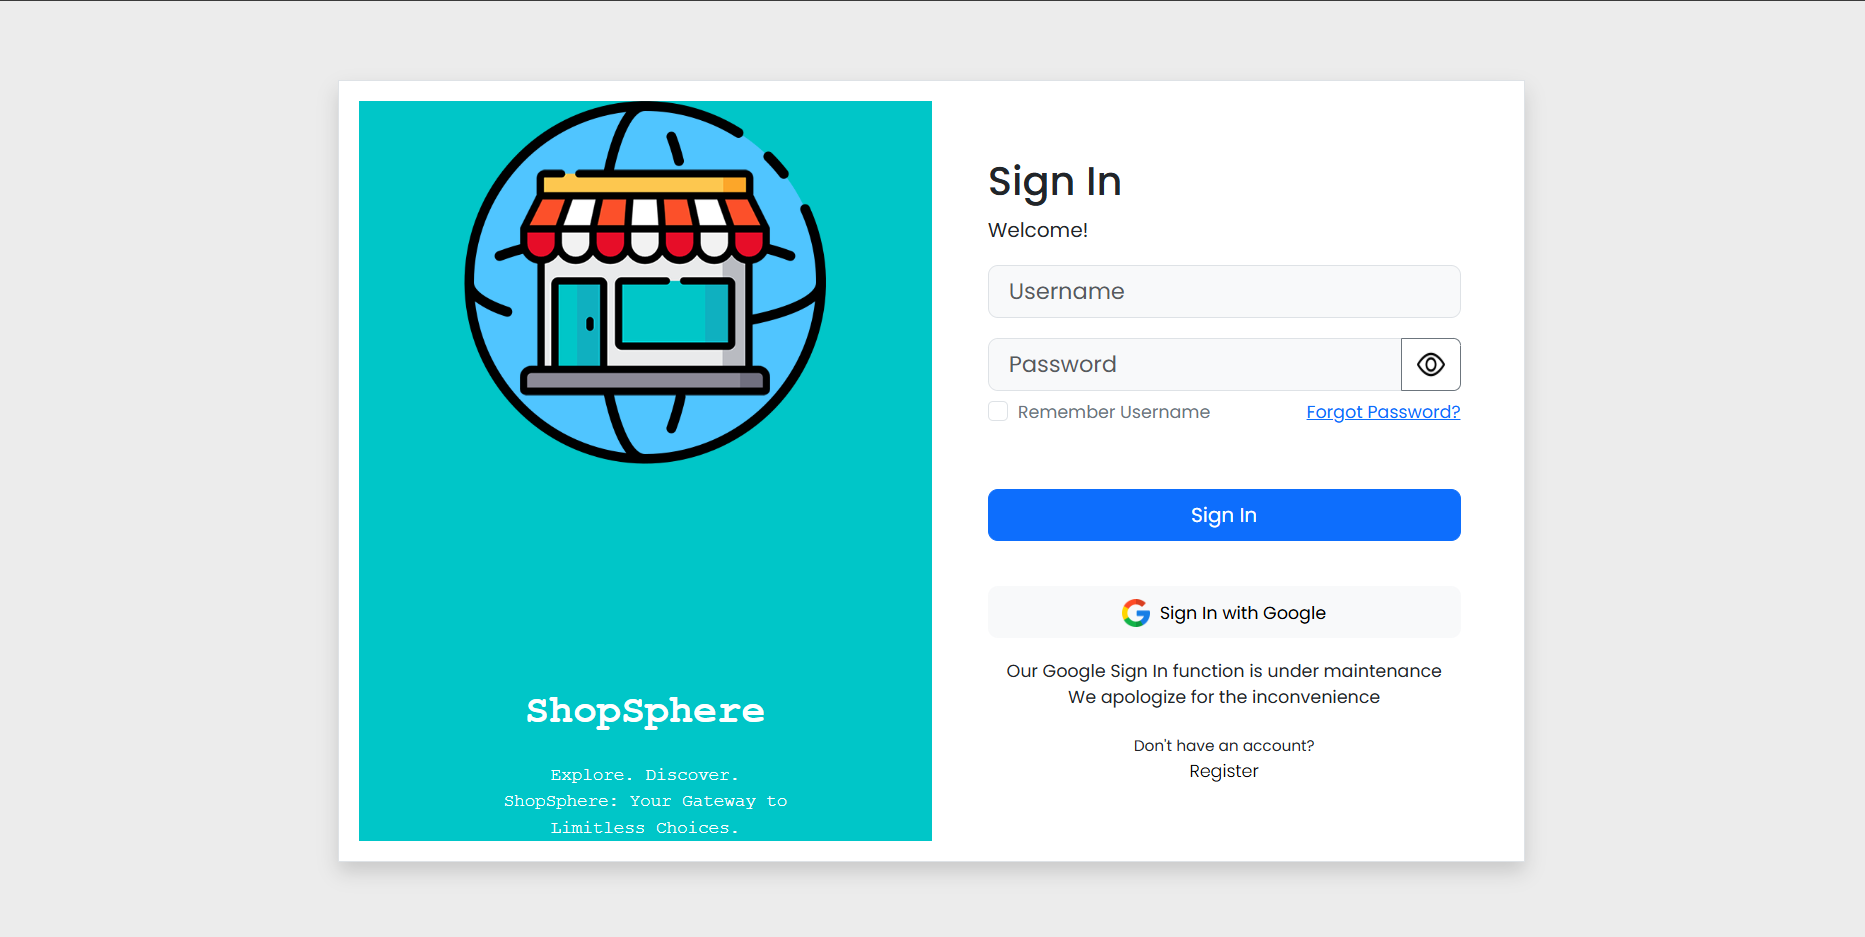 ShopSphere
Explore. Discover.
ShopSphere: Your Gateway to
Limitless Choices.
Sign In
Welcome!
Username
Password
Remember Username
Forgot Password?
Sign In
Sign In with Google
Our Google Sign In function is under maintenance
We apologize for the inconvenience
Don't have an account?
Register